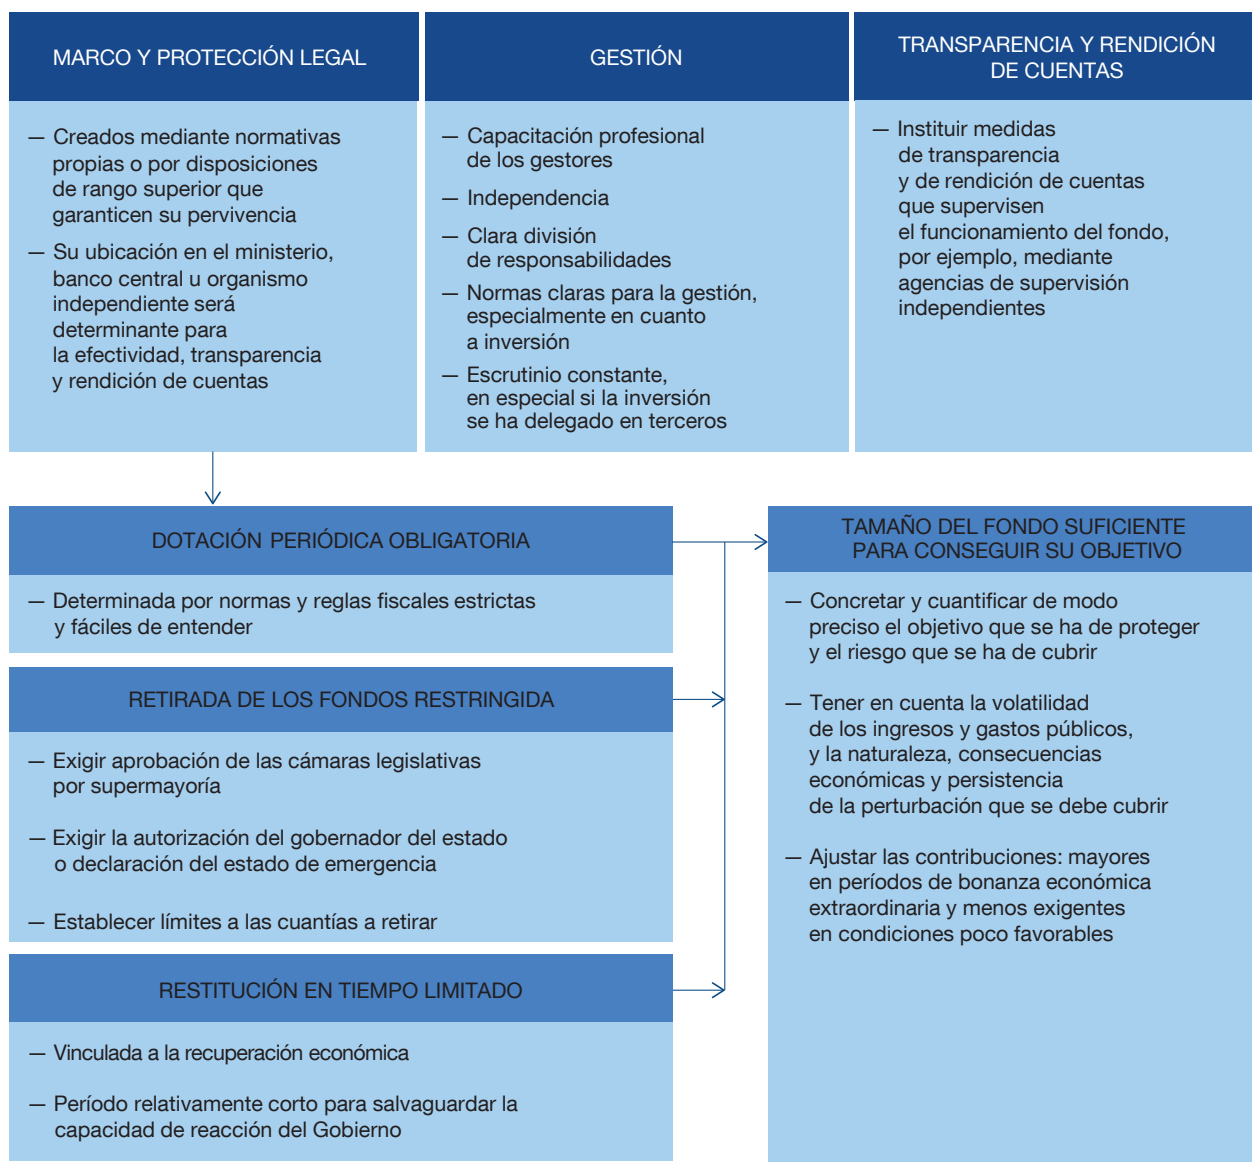 MARCO Y PROTECCIÓN LEGAL
— Creados mediante normativas
propias o por disposiciones
de rango superior que
garanticen su pervivencia
— Su ubicación en el ministerio,
banco central u organismo
independiente será
determinante para
la efectividad, transparencia
y rendición de cuentas
GESTIÓN
— Capacitación profesional
de los gestores
— Independencia
— Clara división
de responsabilidades
— Normas claras para la gestión,
especialmente en cuanto
a inversión
— Escrutinio constante,
en especial si la inversión
se ha delegado en terceros
TRANSPARENCIA Y RENDICIÓN
DE CUENTAS
— Instituir medidas
de transparencia
y de rendición de cuentas
que supervisen
el funcionamiento del fondo,
por ejemplo, mediante
agencias de supervisión
independientes
DOTACIÓN PERIÓDICA OBLIGATORIA
— Determinada por normas y reglas fiscales estrictas
y fáciles de entender
RETIRADA DE LOS FONDOS RESTRINGIDA
— Exigir aprobación de las cámaras legislativas
por supermayoría
— Exigir la autorización del gobernador del estado
o declaración del estado de emergencia
— Establecer límites a las cuantías a retirar
RESTITUCIÓN EN TIEMPO LIMITADO
— Vinculada a la recuperación económica
— Período relativamente corto para salvaguardar la
capacidad de reacción del Gobierno
TAMAÑO DEL FONDO SUFICIENTE
PARA CONSEGUIR SU OBJETIVO
— Concretar y cuantificar de modo
preciso el objetivo que se ha de proteger
y el riesgo que se ha de cubrir
— Tener en cuenta la volatilidad
de los ingresos y gastos públicos,
y la naturaleza, consecuencias
económicas y persistencia
de la perturbación que se debe cubrir
— Ajustar las contribuciones: mayores
en períodos de bonanza económica
extraordinaria y menos exigentes
en condiciones poco favorables